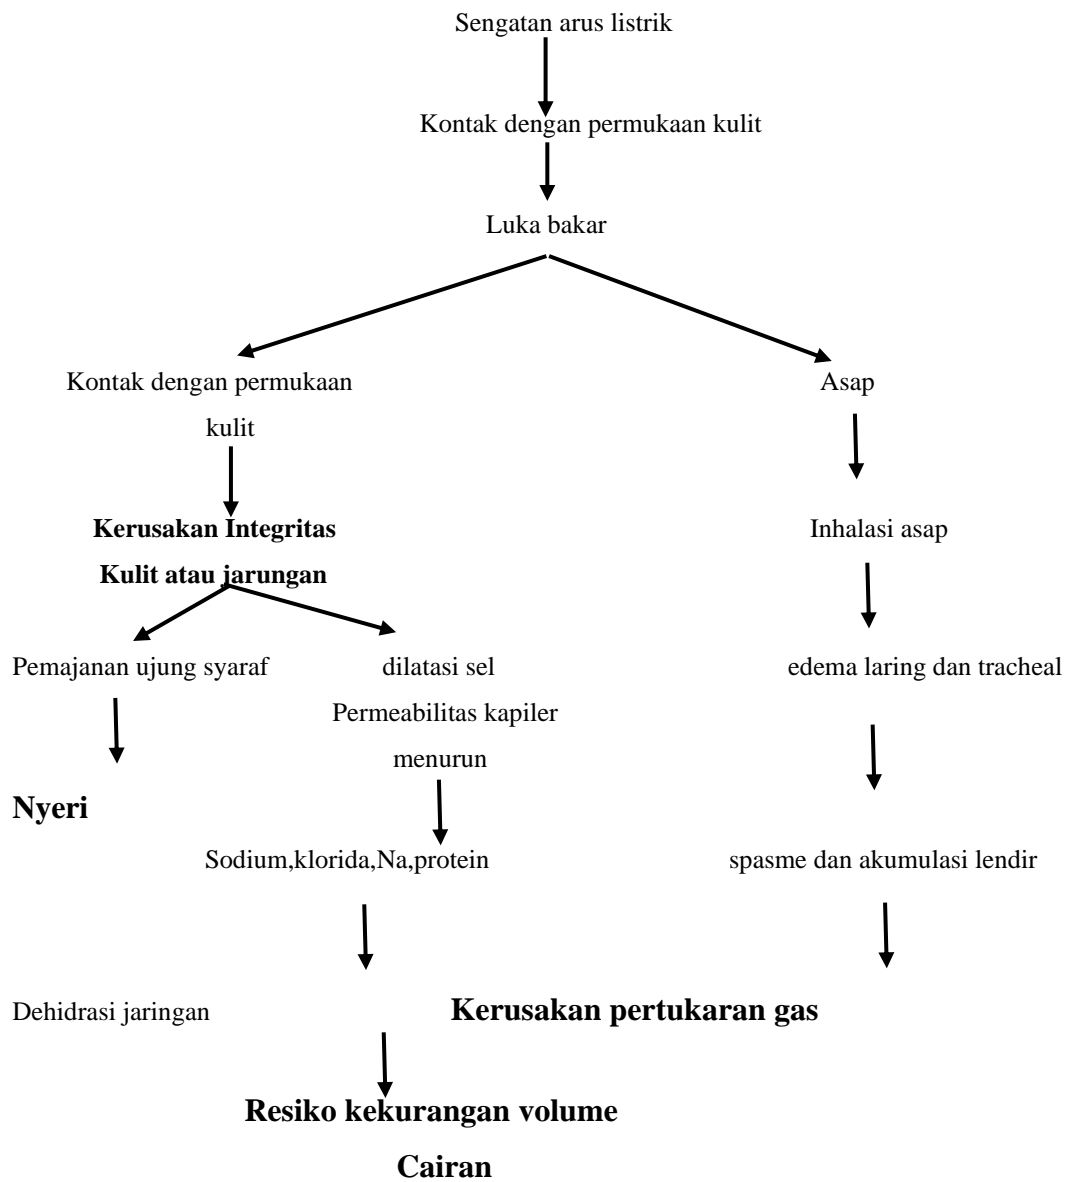 Sengatan arus listrik
Kontak dengan permukaan kulit
Luka bakar
Kontak dengan permukaan
kulit
Asap
Kerusakan Integritas
Kulit atau jarungan
Inhalasi asap
Pemajanan ujung syaraf
dilatasi sel
edema laring dan tracheal
Permeabilitas kapiler
menurun
Nyeri
Sodium,klorida,Na,protein
spasme dan akumulasi lendir
Dehidrasi jaringan
Kerusakan pertukaran gas
Resiko kekurangan volume
Cairan